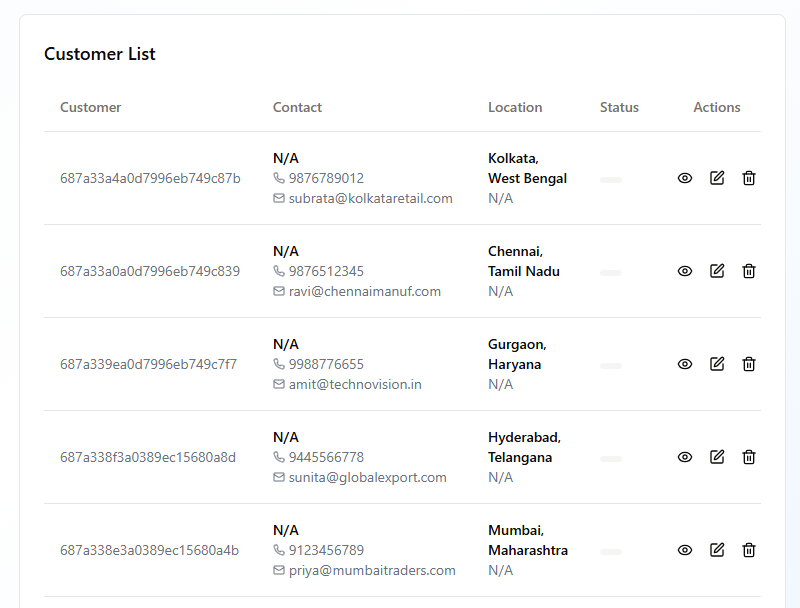 Customer List
Customer Contact Location Status Actions
N/A Kolkata,
687a33a4a0d7996eb749c87b 9876789012 West Bengal
subrata@kolkataretail.com N/A
N/A Chennai,
687a33a0a0d7996eb749c839 9876512345 Tamil Nadu
ravi@chennaimanuf.com N/A
N/A Gurgaon,
687a339ea0d7996eb749c7f7 9988776655 Haryana
amit@technovision.in N/A
N/A Hyderabad,
687a338f3a0389ec15680a8d 9445566778 Telangana
sunita@globalexport.com N/A
N/A Mumbai,
687a338e3a0389ec15680a4b 9123456789 Maharashtra
priya@mumbaitraders.com N/A